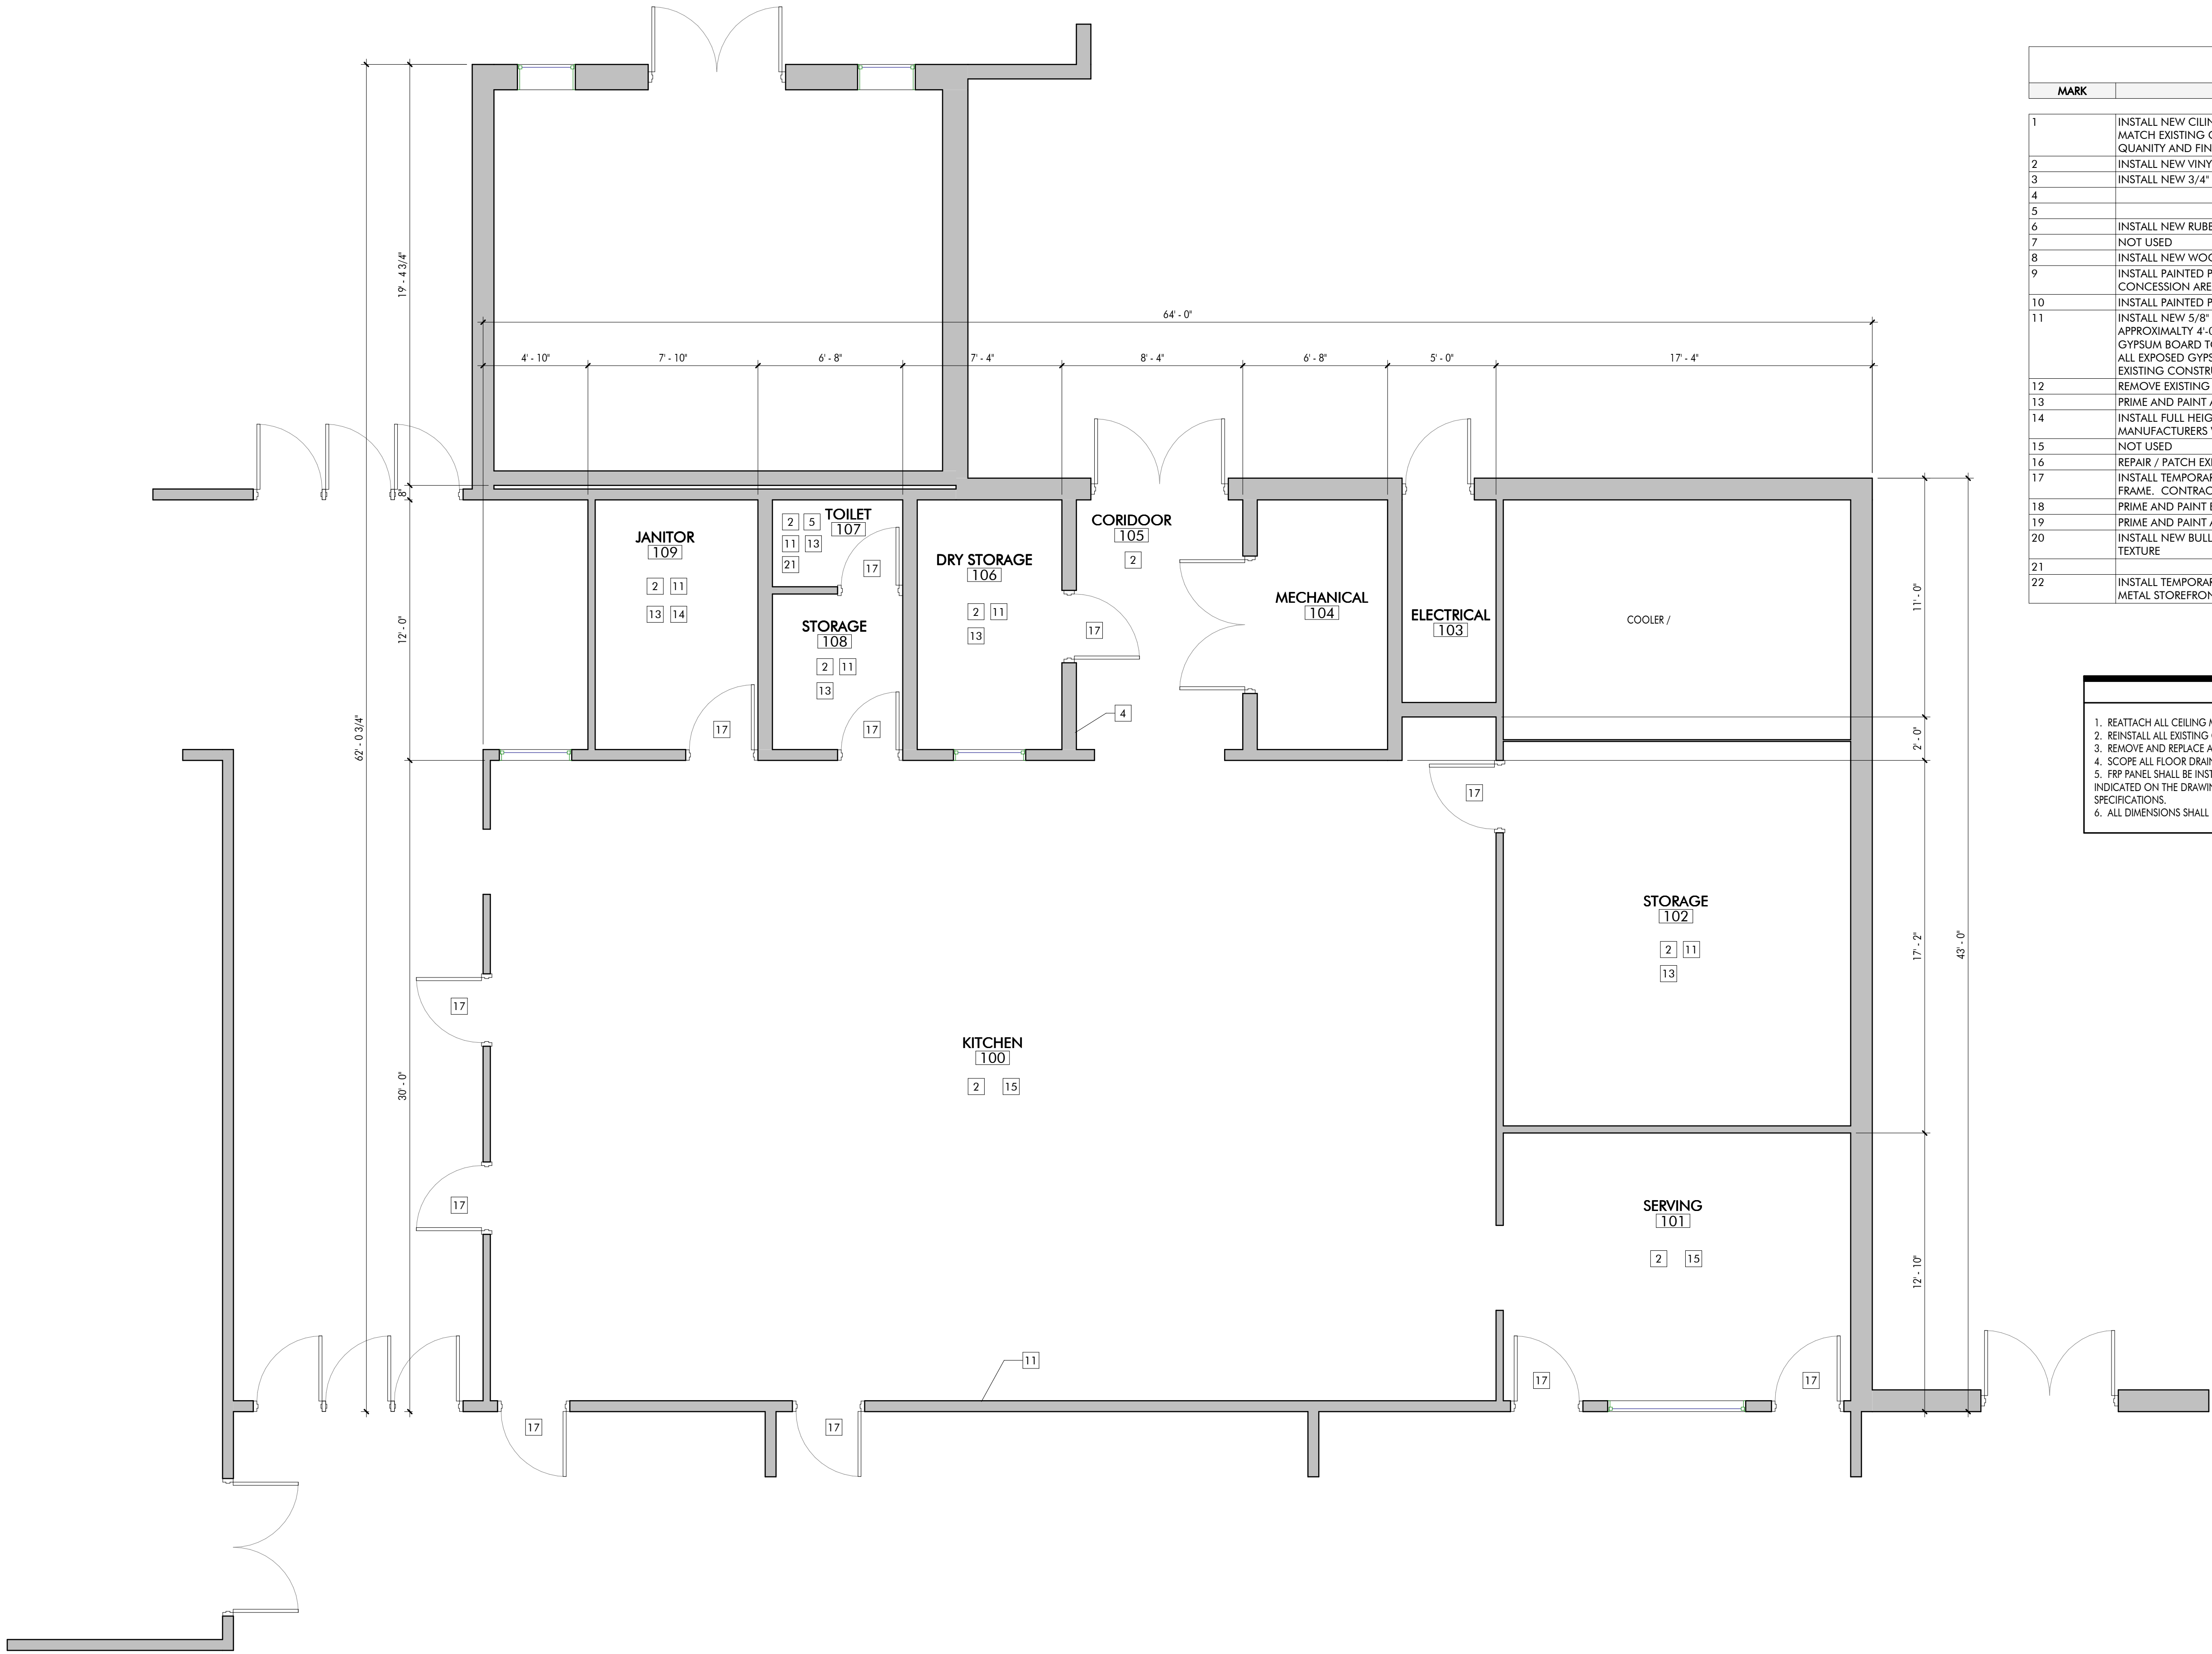 19' - 4 3/4"
8"
12' - 0"
62' - 0 3/4"
30' - 0"
64' - 0"
4' - 10"
7' - 10"
6' - 8"
7' - 4"
8' - 4"
6' - 8"
5' - 0"
17' - 4"
JANITOR
109
2 11
13 14
17
TOILET
107
2 5
11 13
21
17
STORAGE
108
2 11
13
17
DRY STORAGE
106
2 11
13
CORIDOOR
105
2
17
4
MECHANICAL
104
ELECTRICAL
103
COOLER /
11' - 0"
2' - 0"
17' - 2"
43' - 0"
12' - 10"
17
STORAGE
102
2 11
13
17
KITCHEN
100
2 15
17
SERVING
101
2 15
11
17
17
17
17
MARK
1
INSTALL NEW CILIN
MATCH EXISTING
QUANITY AND FIN
2
INSTALL NEW VINY
3
INSTALL NEW 3/4"
4
5
6
INSTALL NEW RUBE
7
NOT USED
8
INSTALL NEW WOO
9
INSTALL PAINTED P
CONCESSION ARE
10
INSTALL PAINTED P
11
INSTALL NEW 5/8"
APPROXIMALTY 4'-0
GYPSUM BOARD TO
ALL EXPOSED GYPS
EXISTING CONSTRU
12
REMOVE EXISTING
13
PRIME AND PAINT A
14
INSTALL FULL HEIG
MANUFACTURERS
15
NOT USED
16
REPAIR / PATCH EXI
17
INSTALL TEMPORAR
FRAME. CONTRAC
18
PRIME AND PAINT E
19
PRIME AND PAINT A
20
INSTALL NEW BULL
TEXTURE
21
22
INSTALL TEMPORAR
METAL STOREFRON
1. REATTACH ALL CEILING M
2. REINSTALL ALL EXISTING
3. REMOVE AND REPLACE A
4. SCOPE ALL FLOOR DRAIN
5. FRP PANEL SHALL BE INST
INDICATED ON THE DRAWIN
SPECIFICATIONS.
6. ALL DIMENSIONS SHALL